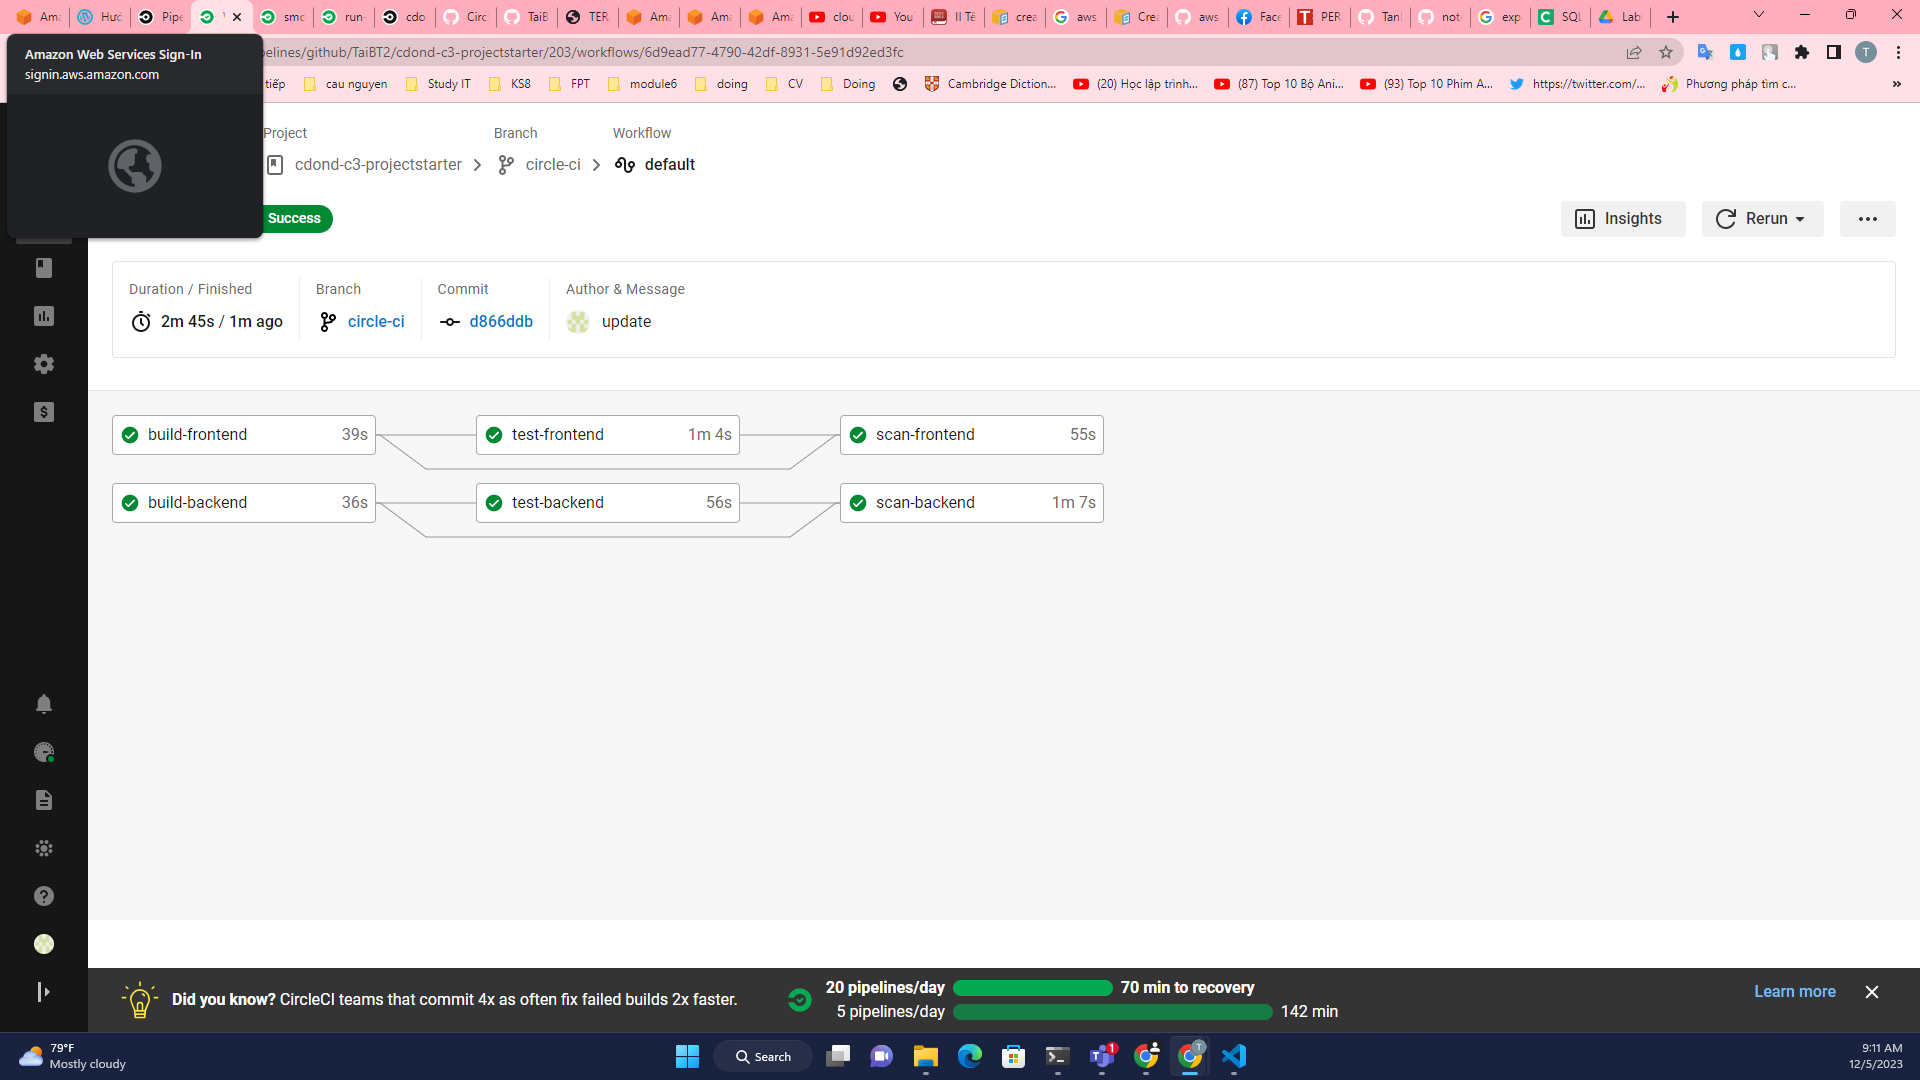 Ama
Hướ
Pipe
smc
run-
cdo
Circ
TaiB
TER
Ama
Ama
Ama
clou
You
II Tẻ
crea
aws
Crea
aws
Face
PER
Tanl
note
exp
SQL
Lab
Amazon Web Services Sign-In
signin.aws.amazon.com
pelines/github/TaiBT2/cdond-c3-projectstarter/203/workflows/6d9ead77-4790-42df-8931-5e91d92ed3fc
T
tiếp
cau nguyen
Study IT
KS8
FPT
module6
doing
CV
Doing
Cambridge Diction...
(20) Học lập trình...
(87) Top 10 Bộ Ani...
(93) Top 10 Phim A...
https://twitter.com/...
Phương pháp tìm c...
»
Project
Branch
Workflow
cdond-c3-projectstarter
circle-ci
default
Success
Insights
Rerun
Duration / Finished
Branch
Commit
Author & Message
2m 45s / 1m ago
circle-ci
d866ddb
update
build-frontend 39s
test-frontend 1m 4s
scan-frontend 55s
build-backend 36s
test-backend 56s
scan-backend 1m 7s
Did you know? CircleCI teams that commit 4x as often fix failed builds 2x faster.
20 pipelines/day
70 min to recovery
5 pipelines/day
142 min
Learn more
79°F
Mostly cloudy
Search
1
T
9:11 AM
12/5/2023